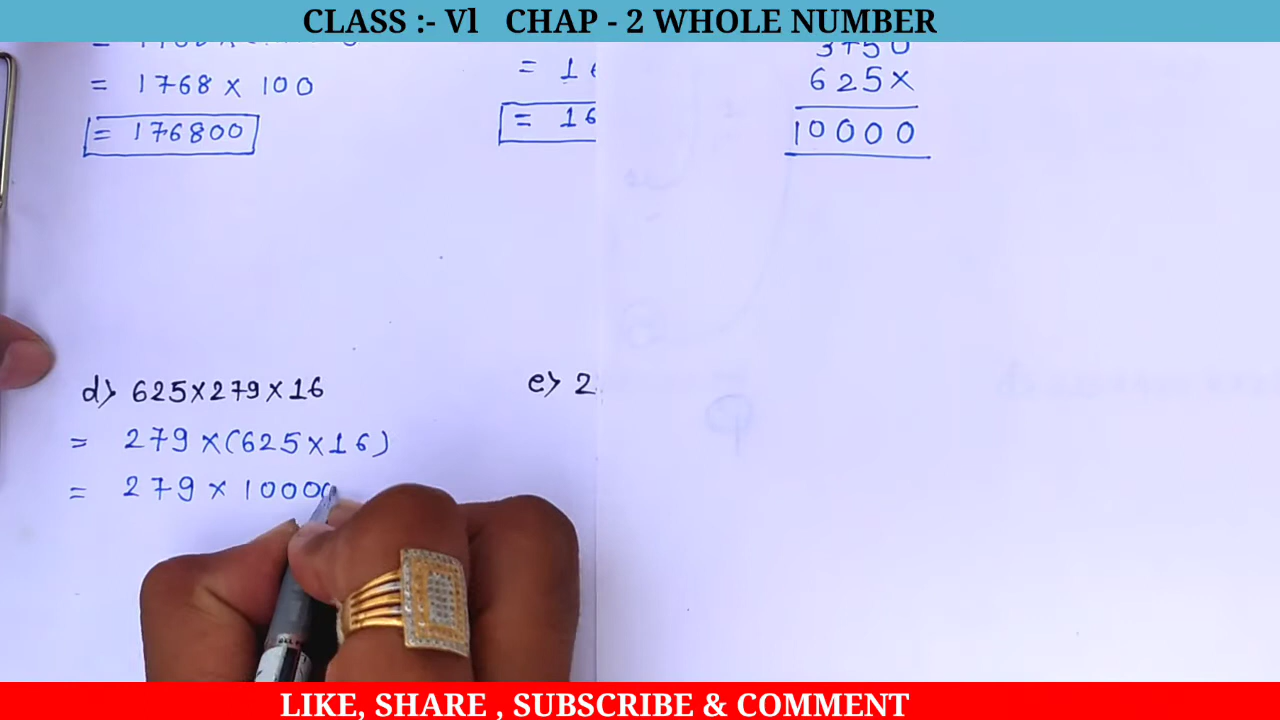 CLASS :- Vl CHAP - 2 WHOLE NUMBER
= 1768 × 100
= 176800
= 16
= 16
3750
625×
10000
d) 625×279×16
= 279 ×(625×16)
= 279 × 10000
e) 2
LIKE, SHARE , SUBSCRIBE & COMMENT